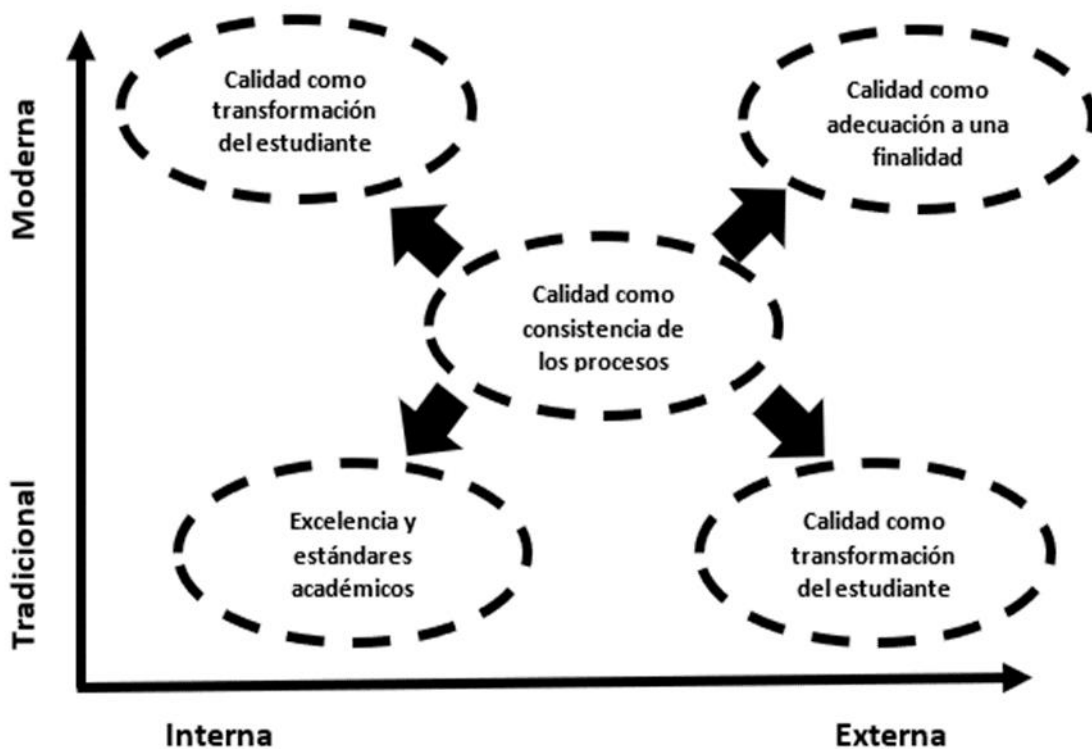 Moderna
Tradicional
Calidad como
transformación
del estudiante
Calidad como
adecuación a una
finalidad
Calidad como
consistencia de
los procesos
Excelencia y
estándares
académicos
Calidad como
transformación
del estudiante
Interna
Externa